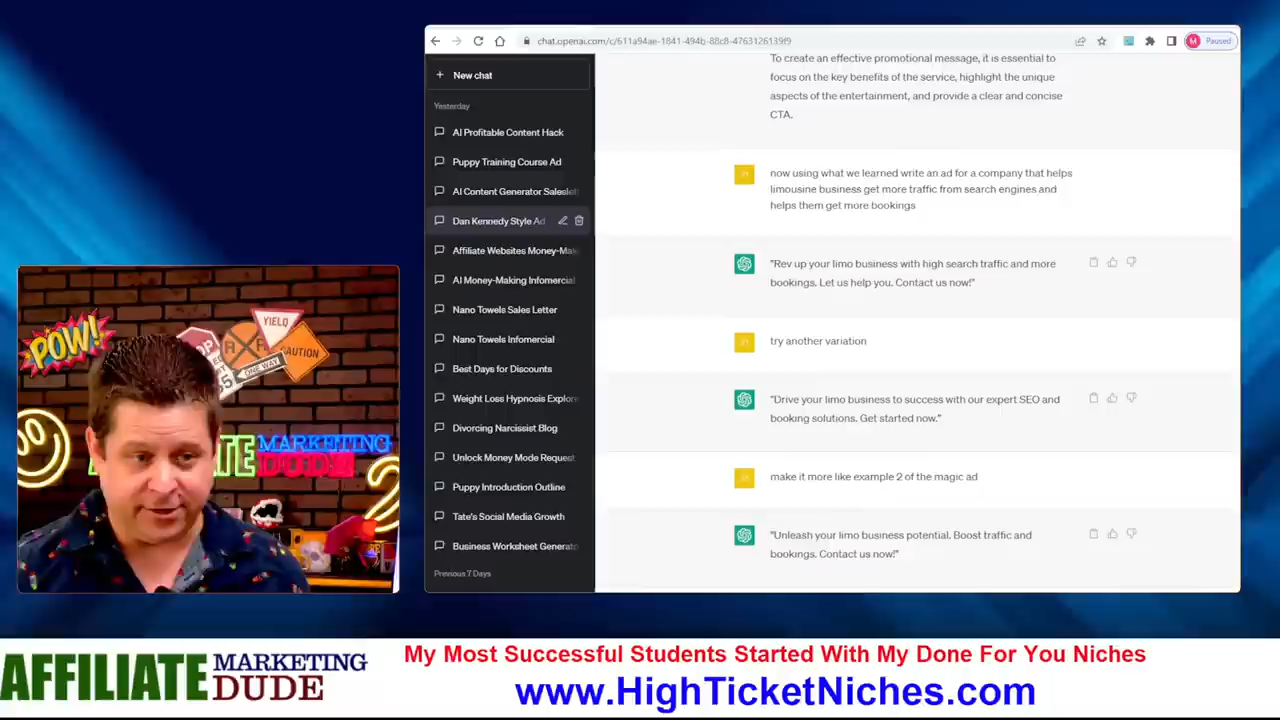 chat.openai.com/c/611a94ae-1841-494b-88c8-4763126139f9
M Paused
+ New chat
Yesterday
AI Profitable Content Hack
Puppy Training Course Ad
AI Content Generator Saleslet
Dan Kennedy Style Ad
Affiliate Websites Money-Mak
AI Money-Making Infomercial
Nano Towels Sales Letter
Nano Towels Infomercial
Best Days for Discounts
Weight Loss Hypnosis Explore
Divorcing Narcissist Blog
Unlock Money Mode Request
Puppy Introduction Outline
Tate's Social Media Growth
Business Worksheet Generato
Previous 7 Days
To create an effective promotional message, it is essential to
focus on the key benefits of the service, highlight the unique
aspects of the entertainment, and provide a clear and concise
CTA.
now using what we learned write an ad for a company that helps
limousine business get more traffic from search engines and
helps them get more bookings
"Rev up your limo business with high search traffic and more
bookings. Let us help you. Contact us now!"
try another variation
"Drive your limo business to success with our expert SEO and
booking solutions. Get started now."
make it more like example 2 of the magic ad
"Unleash your limo business potential. Boost traffic and
bookings. Contact us now!"
POW!
YIELD
CAUTION
ONE WAY
MARKETING
AFFILIATE MARKETING
DUDE
My Most Successful Students Started With My Done For You Niches
www.HighTicketNiches.com